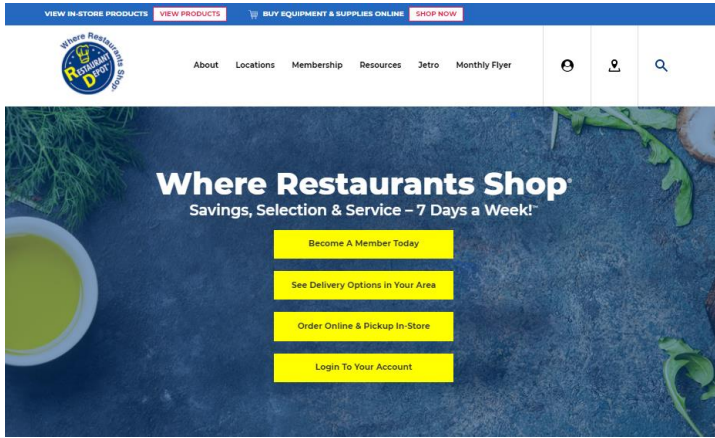 VIEW IN-STORE PRODUCTS VIEW PRODUCTS BUY EQUIPMENT & SUPPLIES ONLINE SHOP NOW
Where Restaurants Shop
RESTAURANT
DEPOT
About Locations Membership Resources Jetro Monthly Flyer
Where Restaurants Shop
Savings, Selection & Service – 7 Days a Week!
Become A Member Today
See Delivery Options in Your Area
Order Online & Pickup In-Store
Login To Your Account